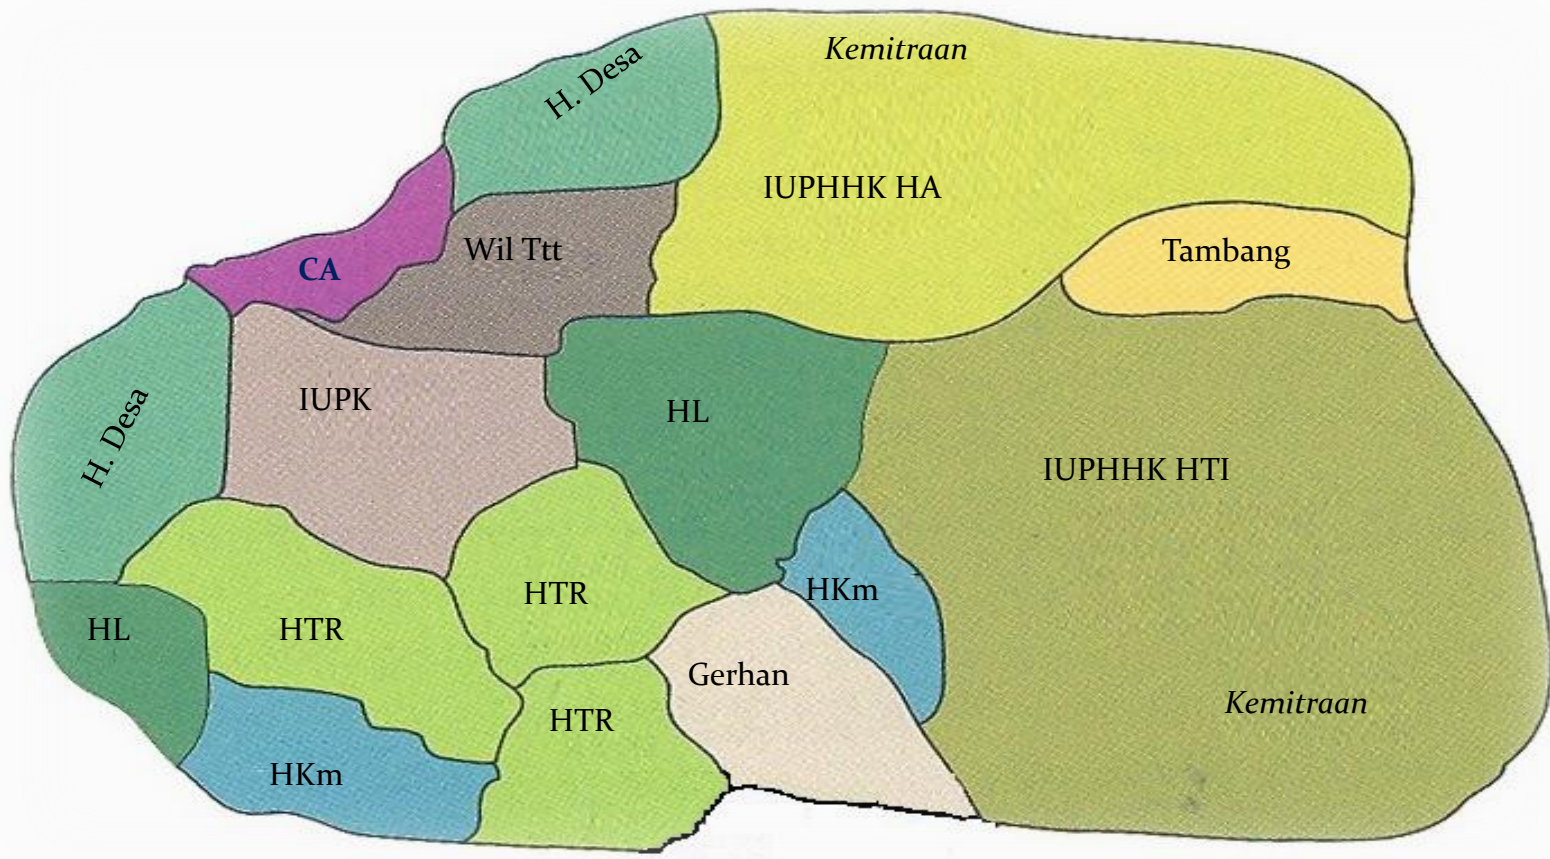 Kemitraan
H. Desa
IUPHHK HA
Wil Ttt
Tambang
CA
IUPK
HL
H. Desa
IUPHHK HTI
HKm
HTR
HL
HTR
Gerhan
Kemitraan
HTR
HKm